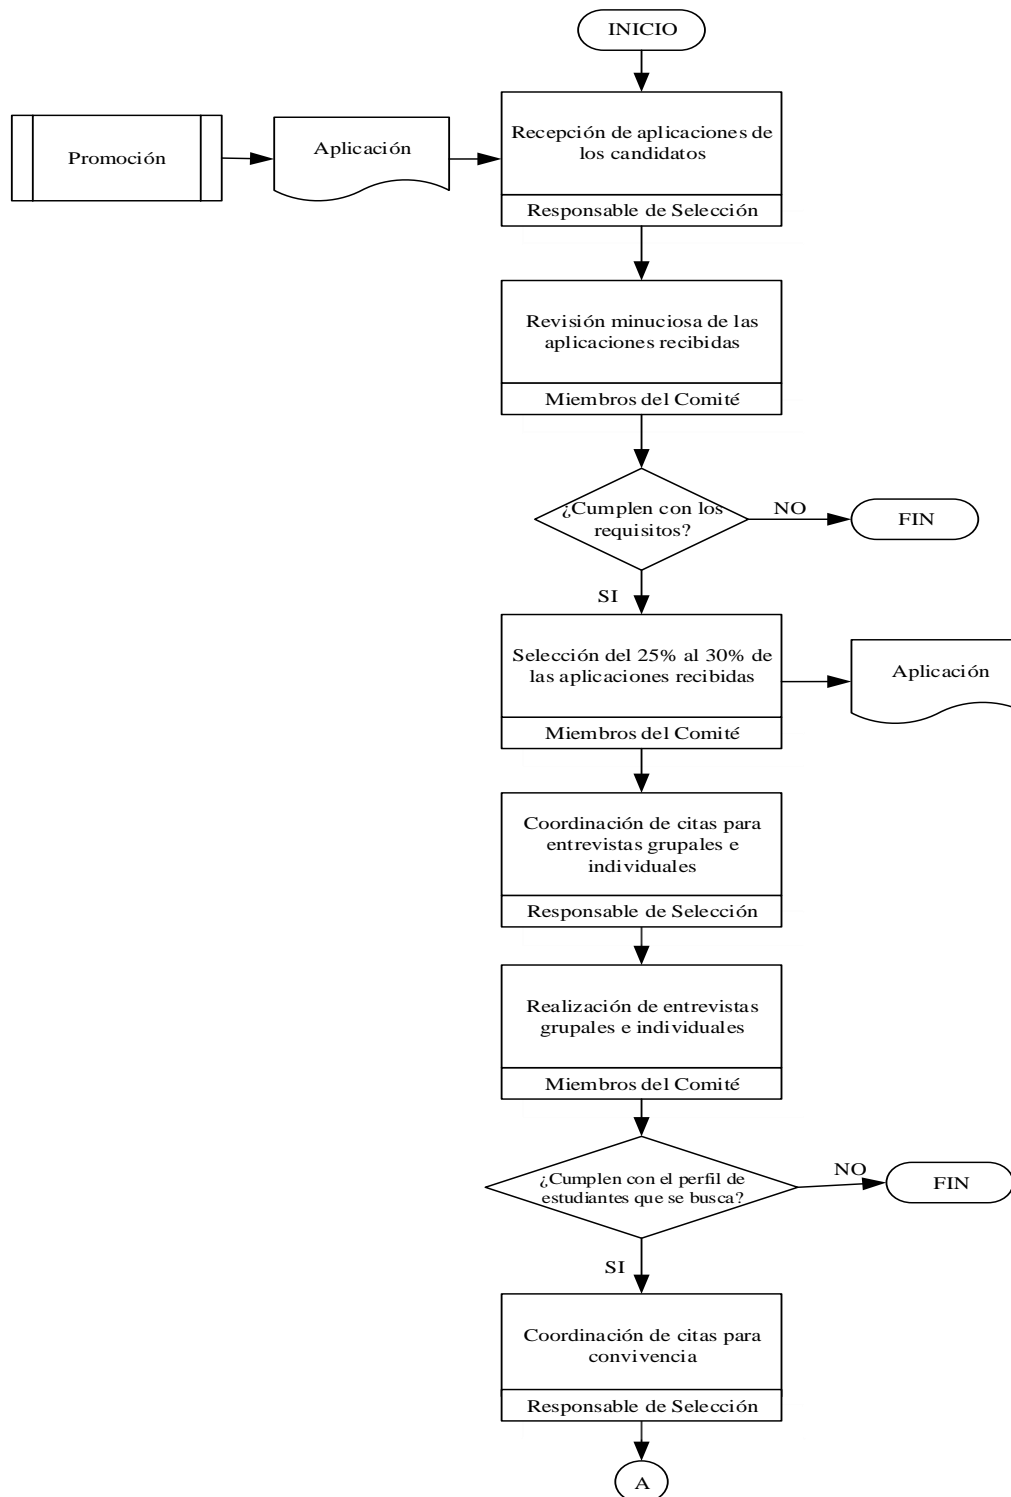 INICIO
Promoción
Aplicación
Recepción de aplicaciones de
los candidatos
Responsable de Selección
Revisión minuciosa de las
aplicaciones recibidas
Miembros del Comité
¿Cumplen con los
requisitos?
NO
FIN
SI
Selección del 25% al 30% de
las aplicaciones recibidas
Miembros del Comité
Aplicación
Coordinación de citas para
entrevistas grupales e
individuales
Responsable de Selección
Realización de entrevistas
grupales e individuales
Miembros del Comité
¿Cumplen con el perfil de
estudiantes que se busca?
NO
FIN
SI
Coordinación de citas para
convivencia
Responsable de Selección
A